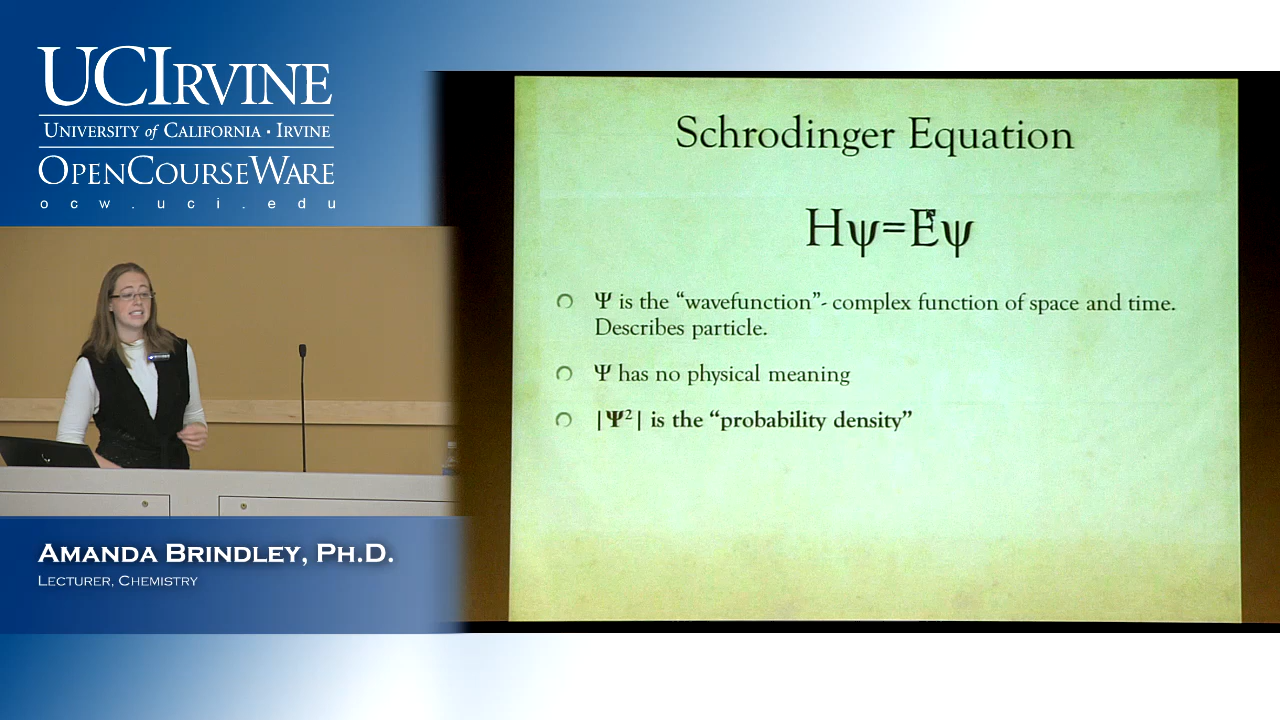 UCIRVINE
UNIVERSITY of CALIFORNIA · IRVINE
OPENCOURSEWARE
ocw.uci.edu
Schrodinger Equation
Hψ=Eψ
Ψ is the “wavefunction”- complex function of space and time.
Describes particle.
Ψ has no physical meaning
|Ψ²| is the “probability density”
AMANDA BRINDLEY, PH.D.
LECTURER, CHEMISTRY